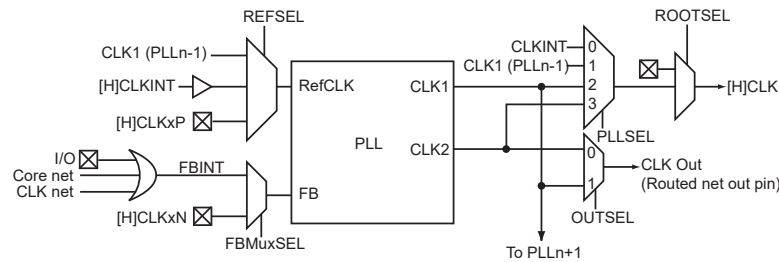 REFSEL
ROOTSEL
CLK1 (PLLn-1)
CLKINT
0
CLK1 (PLLn-1)
1
[H]CLKINT
RefCLK
CLK1
2
[H]CLK
3
[H]CLKxP
PLL
PLLSEL
I/O
CLK2
0
Core net
FBINT
CLK Out
CLK net
(Routed net out pin)
FB
1
[H]CLKxN
OUTSEL
FBMuxSEL
To PLLn+1